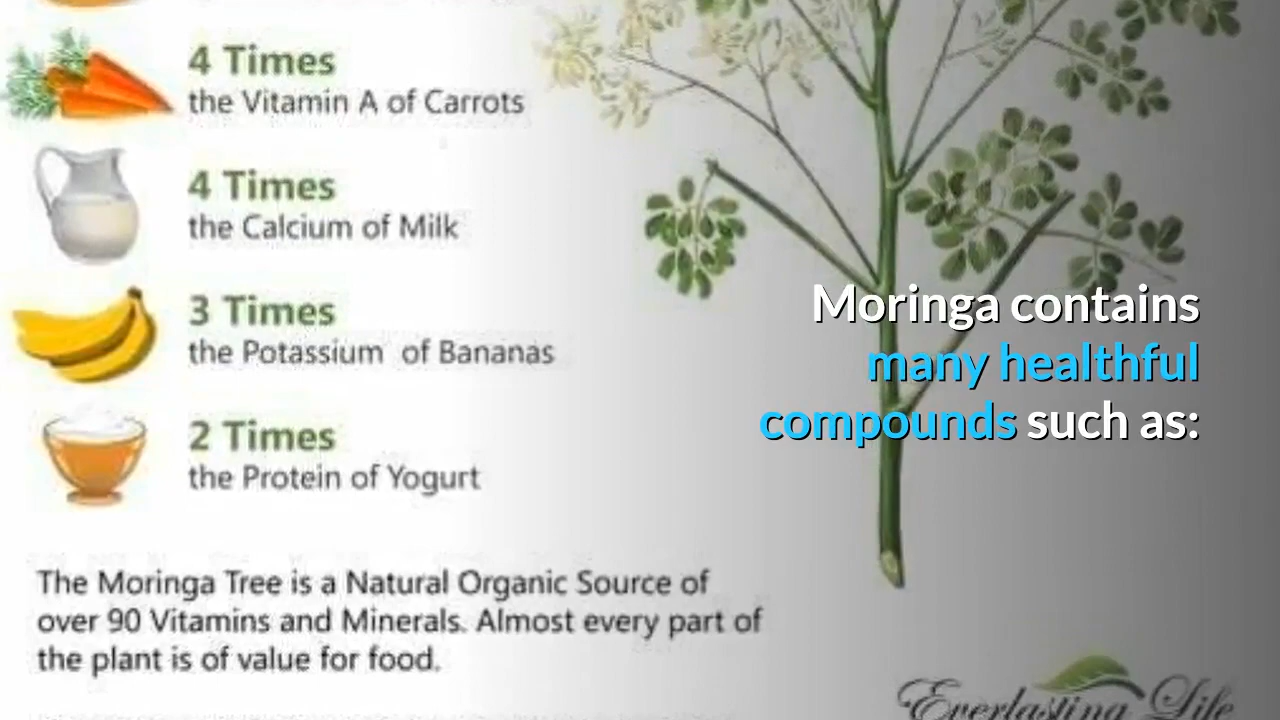 4 Times
the Vitamin A of Carrots
4 Times
the Calcium of Milk
3 Times
the Potassium of Bananas
2 Times
the Protein of Yogurt
Moringa contains
many healthful
compounds such as:
The Moringa Tree is a Natural Organic Source of
over 90 Vitamins and Minerals. Almost every part of
the plant is of value for food.
Everlasting Life